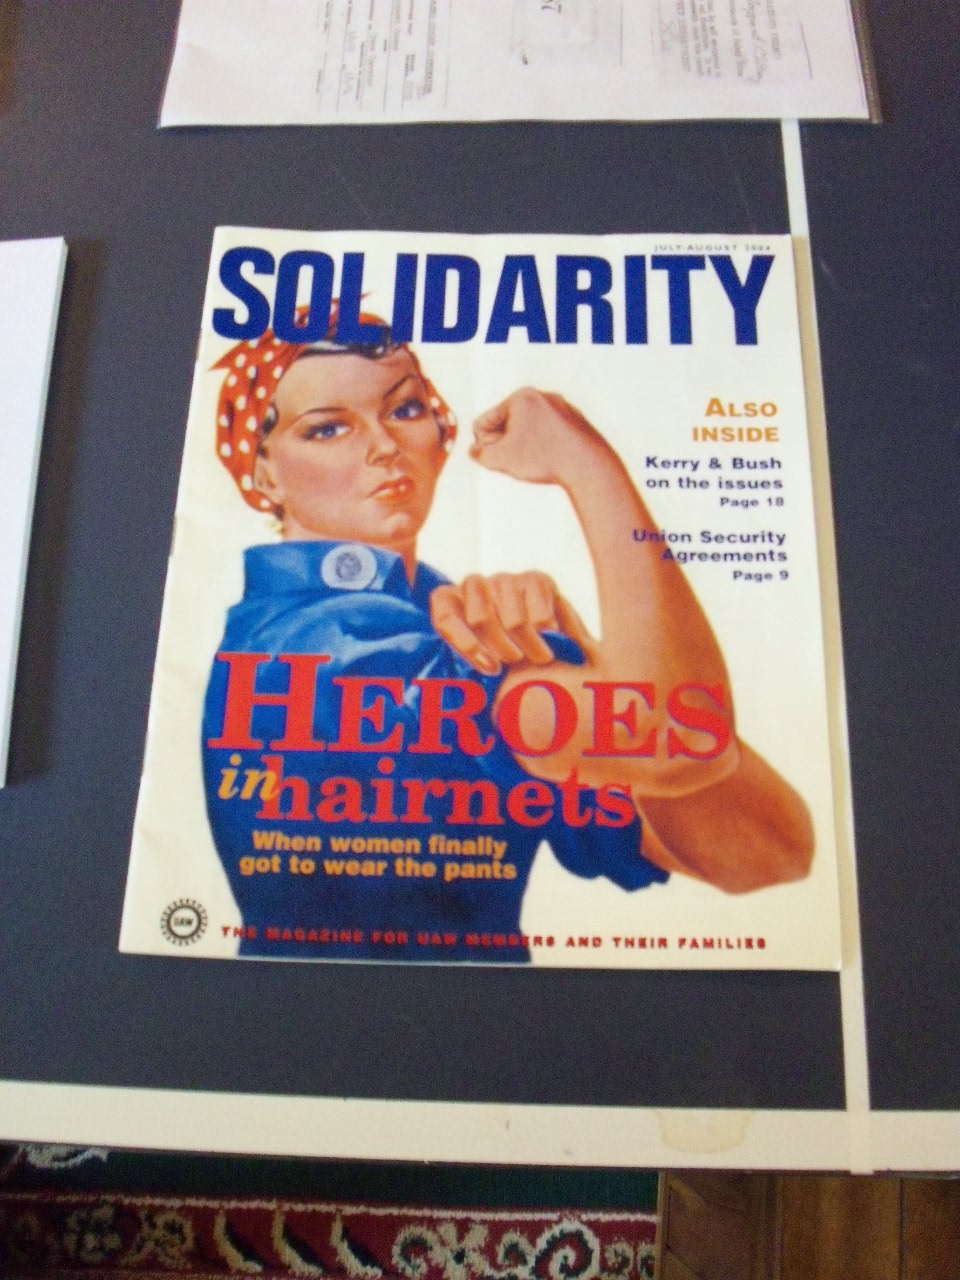 JULY-AUGUST 2004
SOLIDARITY
ALSO
INSIDE
Kerry & Bush
on the issues
Page 18
Union Security
Agreements
Page 9
HEROES
in hairnets
When women finally
got to wear the pants
UAW
THE MAGAZINE FOR UAW MEMBERS AND THEIR FAMILIES